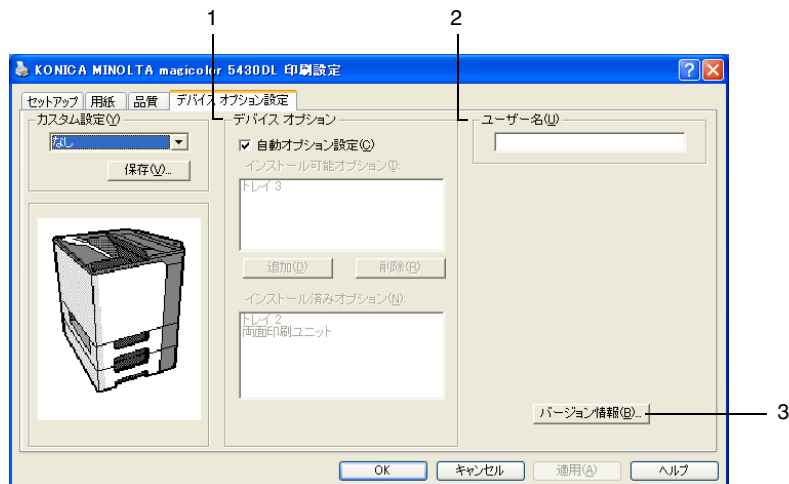 1
2
KONICA MINOLTA magicolor 5430DL 印刷設定
セットアップ 用紙 品質 デバイス オプション設定
カスタム設定(Y)
デバイス オプション
ユーザー名(U)
なし
自動オプション設定(C)
保存(V)...
インストール可能オプション(I):
トレイ 3
追加(D) 削除(R)
インストール済みオプション(N):
トレイ 2
両面印刷ユニット
バージョン情報(B)...
3
OK キャンセル 適用(A) ヘルプ